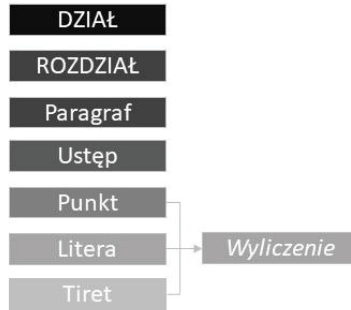 DZIAŁ
ROZDZIAŁ
Paragraf
Ustęp
Punkt
Litera
Wyliczenie
Tiret